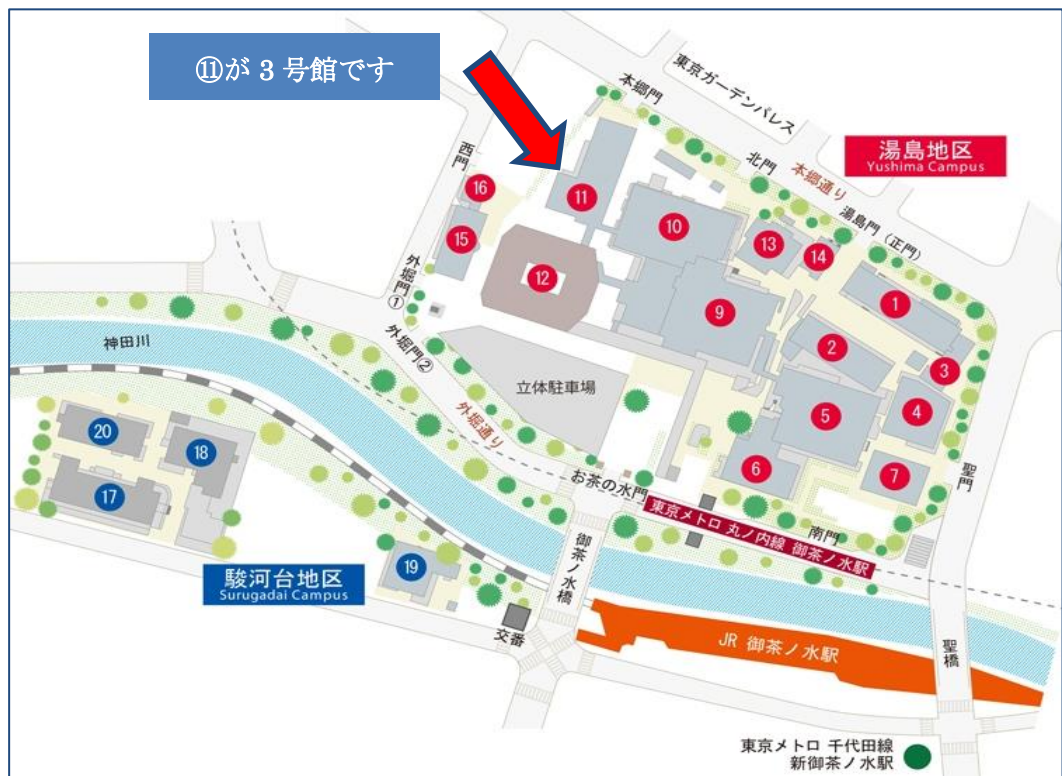 ⑪が 3 号館です
東京ガーデンパレス
本郷門
湯島地区
Yushima Campus
西門
北門
本郷通り
湯島門（正門）
16
11
15
10
13
14
12
外堀門①
1
9
2
3
神田川
外堀門②
立体駐車場
5
4
外堀通り
20
18
17
6
7
聖門
お茶の水門
東京メトロ 丸ノ内線 御茶ノ水駅
南門
駿河台地区
Surugadai Campus
19
御茶ノ水橋
交番
JR 御茶ノ水駅
聖橋
東京メトロ 千代田線
新御茶ノ水駅